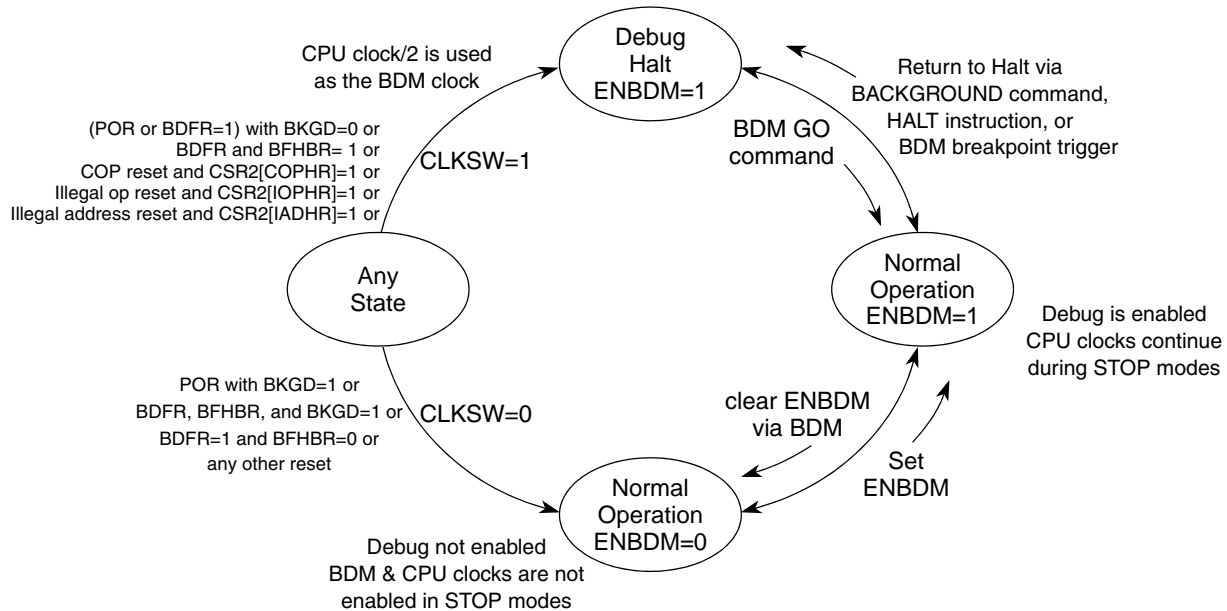 CPU clock/2 is used
as the BDM clock
Debug
Halt
ENBDM=1
Return to Halt via
BACKGROUND command,
HALT instruction, or
BDM breakpoint trigger
(POR or BDFR=1) with BKGD=0 or
BDFR and BFHBR= 1 or
COP reset and CSR2[COPHR]=1 or
Illegal op reset and CSR2[IOPHR]=1 or
Illegal address reset and CSR2[IADHR]=1 or
CLKSW=1
BDM GO
command
Any
State
Normal
Operation
ENBDM=1
Debug is enabled
CPU clocks continue
during STOP modes
POR with BKGD=1 or
BDFR, BFHBR, and BKGD=1 or
BDFR=1 and BFHBR=0 or
any other reset
CLKSW=0
clear ENBDM
via BDM
Set
ENBDM
Normal
Operation
ENBDM=0
Debug not enabled
BDM & CPU clocks are not
enabled in STOP modes